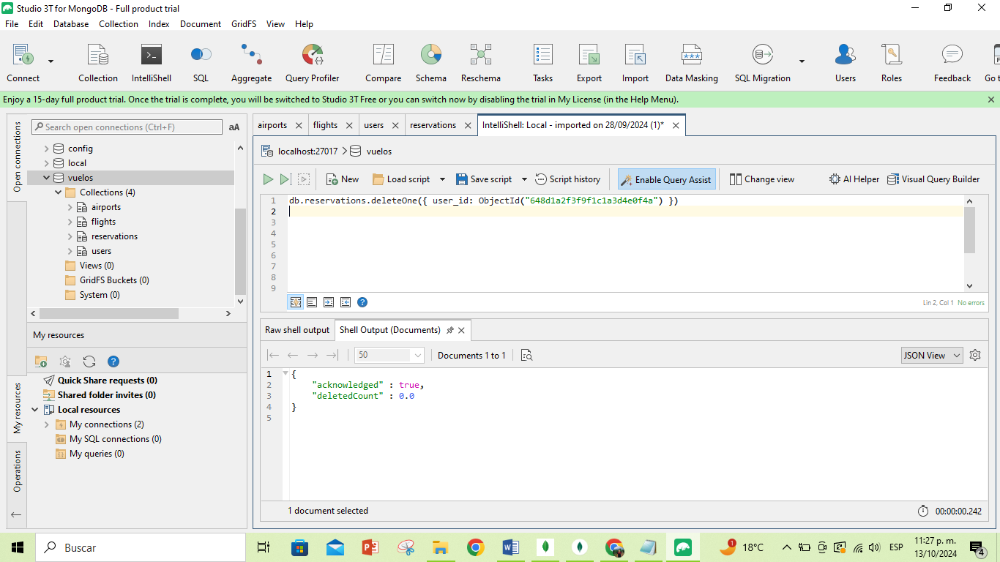 Studio 3T for MongoDB - Full product trial
File Edit Database Collection Index Document GridFS View Help
Connect Collection IntelliShell SQL Aggregate Query Profiler Compare Schema Reschema Tasks Export Import Data Masking SQL Migration Users Roles Feedback Go t
Enjoy a 15-day full product trial. Once the trial is complete, you will be switched to Studio 3T Free or you can switch now by disabling the trial in My License (in the Help Menu).
Open connections
Search open connections (Ctrl+F) aA
config
local
vuelos
Collections (4)
airports
flights
reservations
users
Views (0)
GridFS Buckets (0)
System (0)
My resources
My resources
Quick Share requests (0)
Shared folder invites (0)
Local resources
My connections (2)
My SQL connections (0)
My queries (0)
Operations
airports flights users reservations IntelliShell: Local - imported on 28/09/2024 (1)*
localhost:27017 vuelos
New Load script Save script Script history Enable Query Assist Change view AI Helper Visual Query Builder
1 db.reservations.deleteOne({ user_id: ObjectId("648d1a2f3f9f1c1a3d4e0f4a") })
2
3
4
5
6
7
8
9
Lin 2, Col 1 No errors
Raw shell output Shell Output (Documents)
50 Documents 1 to 1 JSON View
1 {
2 "acknowledged" : true,
3 "deletedCount" : 0.0
4 }
5
1 document selected 00:00:00.242
Buscar 1 18°C ESP 11:27 p. m.
13/10/2024 4